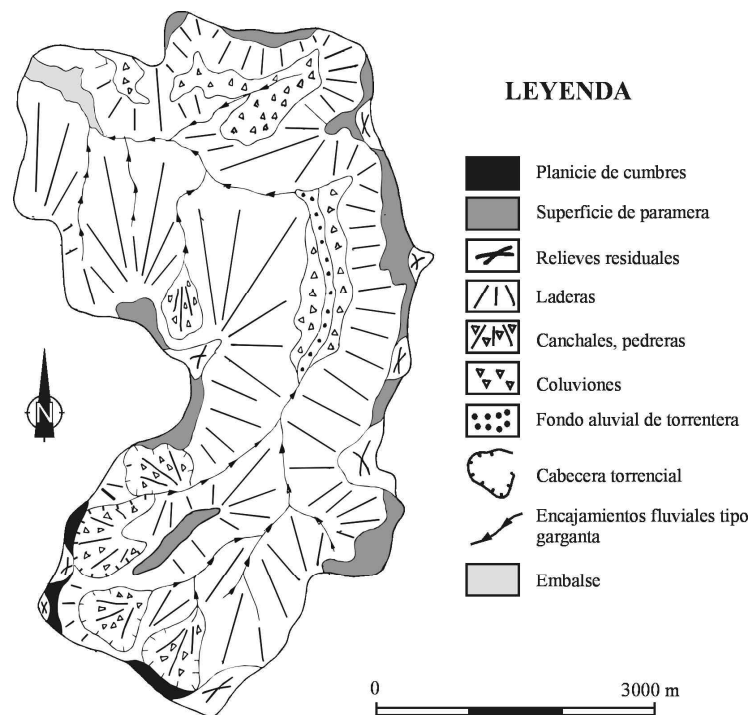 LEYENDA
Planicie de cumbres
Superficie de paramera
Relieves residuales
Laderas
Canchales, pedreras
Coluviones
Fondo aluvial de torrentera
Cabecera torrencial
Encajamientos fluviales tipo
garganta
Embalse
N
0 3000 m